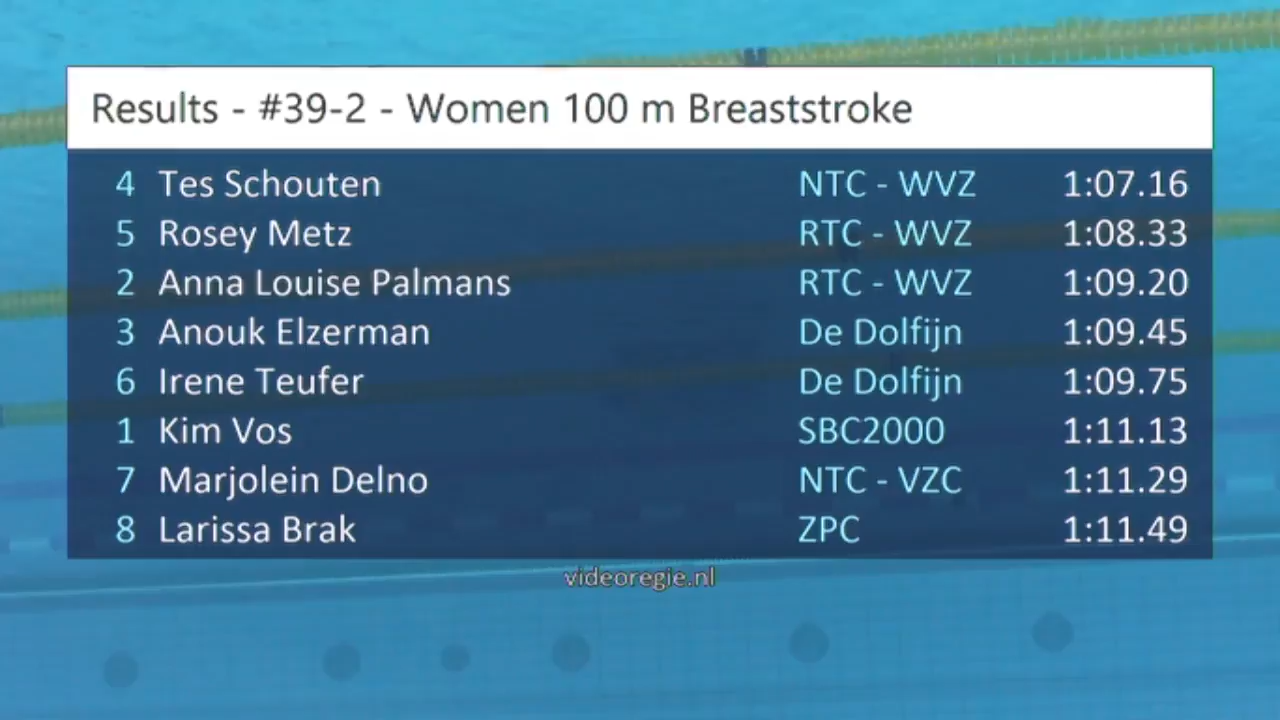 Results - #39-2 - Women 100 m Breaststroke
4 Tes Schouten NTC - WVZ 1:07.16
5 Rosey Metz RTC - WVZ 1:08.33
2 Anna Louise Palmans RTC - WVZ 1:09.20
3 Anouk Elzerman De Dolfijn 1:09.45
6 Irene Teufer De Dolfijn 1:09.75
1 Kim Vos SBC2000 1:11.13
7 Marjolein Delno NTC - VZC 1:11.29
8 Larissa Brak ZPC 1:11.49
videoregie.nl